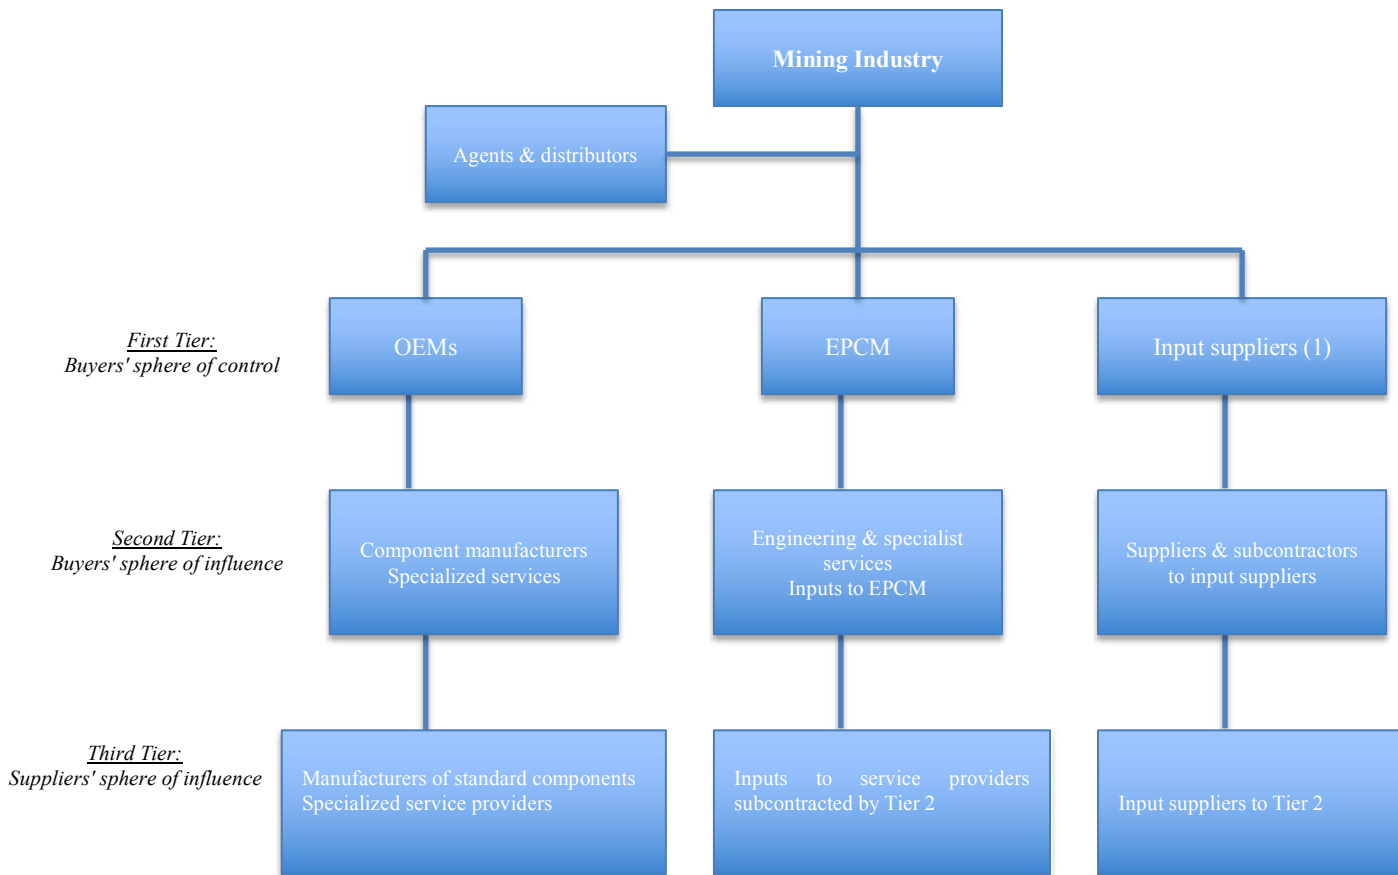 Mining Industry
Agents & distributors
First Tier:
Buyers' sphere of control
OEMs
EPCM
Input suppliers (1)
Second Tier:
Buyers' sphere of influence
Component manufacturers
Specialized services
Engineering & specialist
services
Inputs to EPCM
Suppliers & subcontractors
to input suppliers
Third Tier:
Suppliers' sphere of influence
Manufacturers of standard components
Specialized service providers
Inputs to service providers
subcontracted by Tier 2
Input suppliers to Tier 2